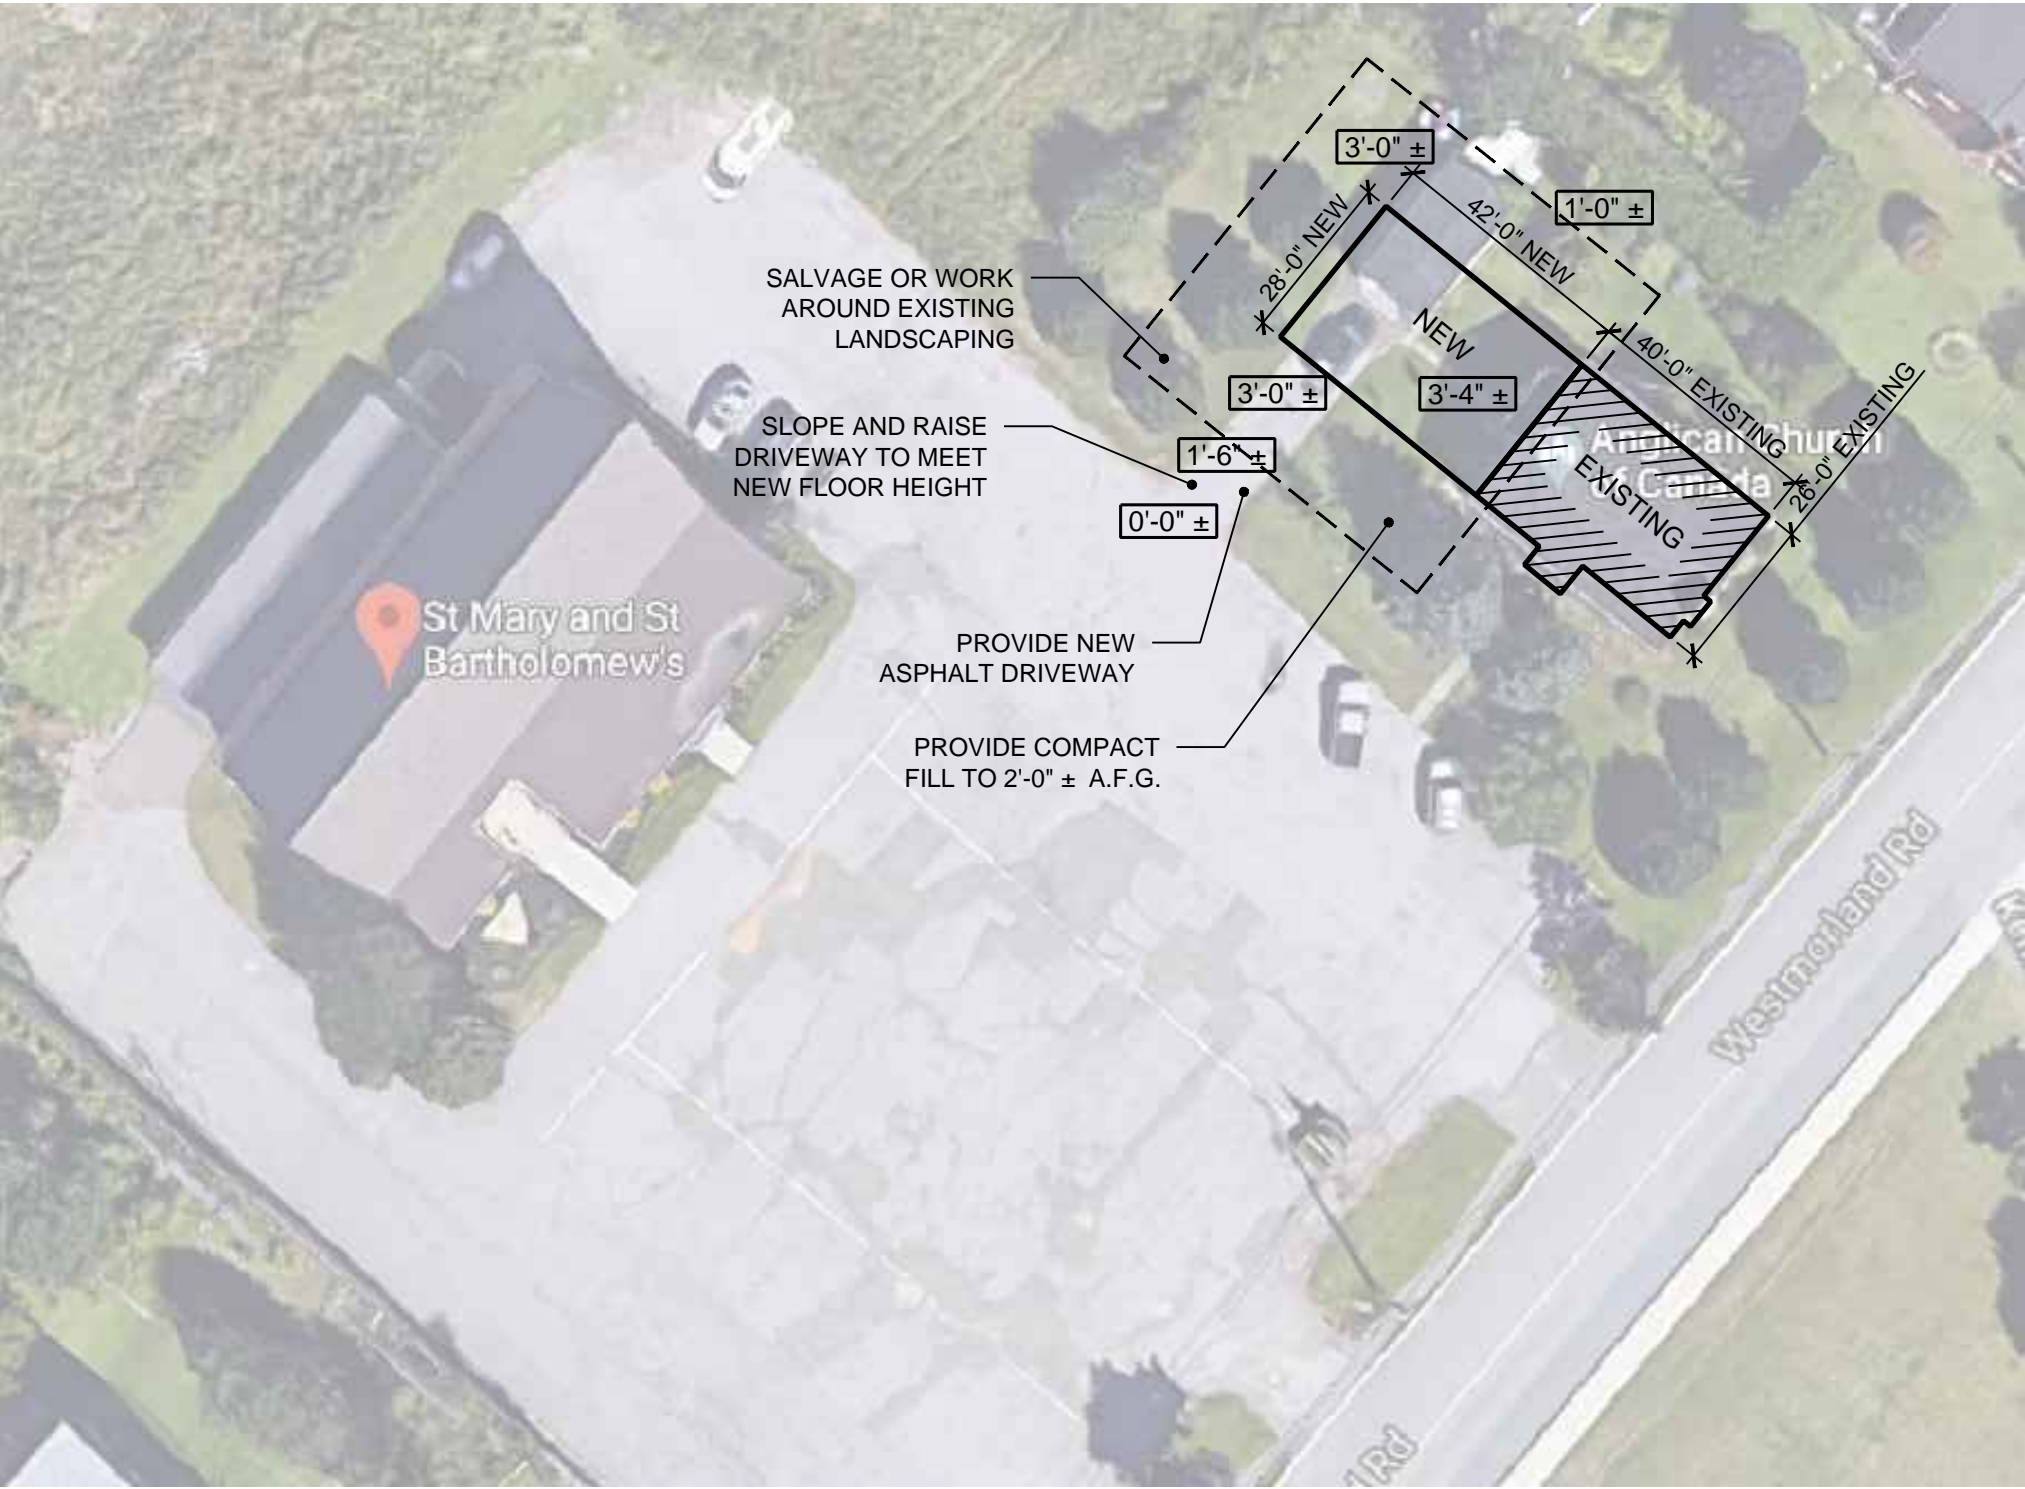 3'-0" ±
1'-0" ±
42'-0" NEW
28'-0" NEW
SALVAGE OR WORK
AROUND EXISTING
LANDSCAPING
NEW
40'-0" EXISTING
26'-0" EXISTING
3'-0" ±
3'-4" ±
SLOPE AND RAISE
DRIVEWAY TO MEET
NEW FLOOR HEIGHT
1'-6" ±
0'-0" ±
Anglican Church
of Canada
EXISTING
St Mary and St
Bartholomew's
PROVIDE NEW
ASPHALT DRIVEWAY
PROVIDE COMPACT
FILL TO 2'-0" ± A.F.G.
Westmorland Rd
Rd